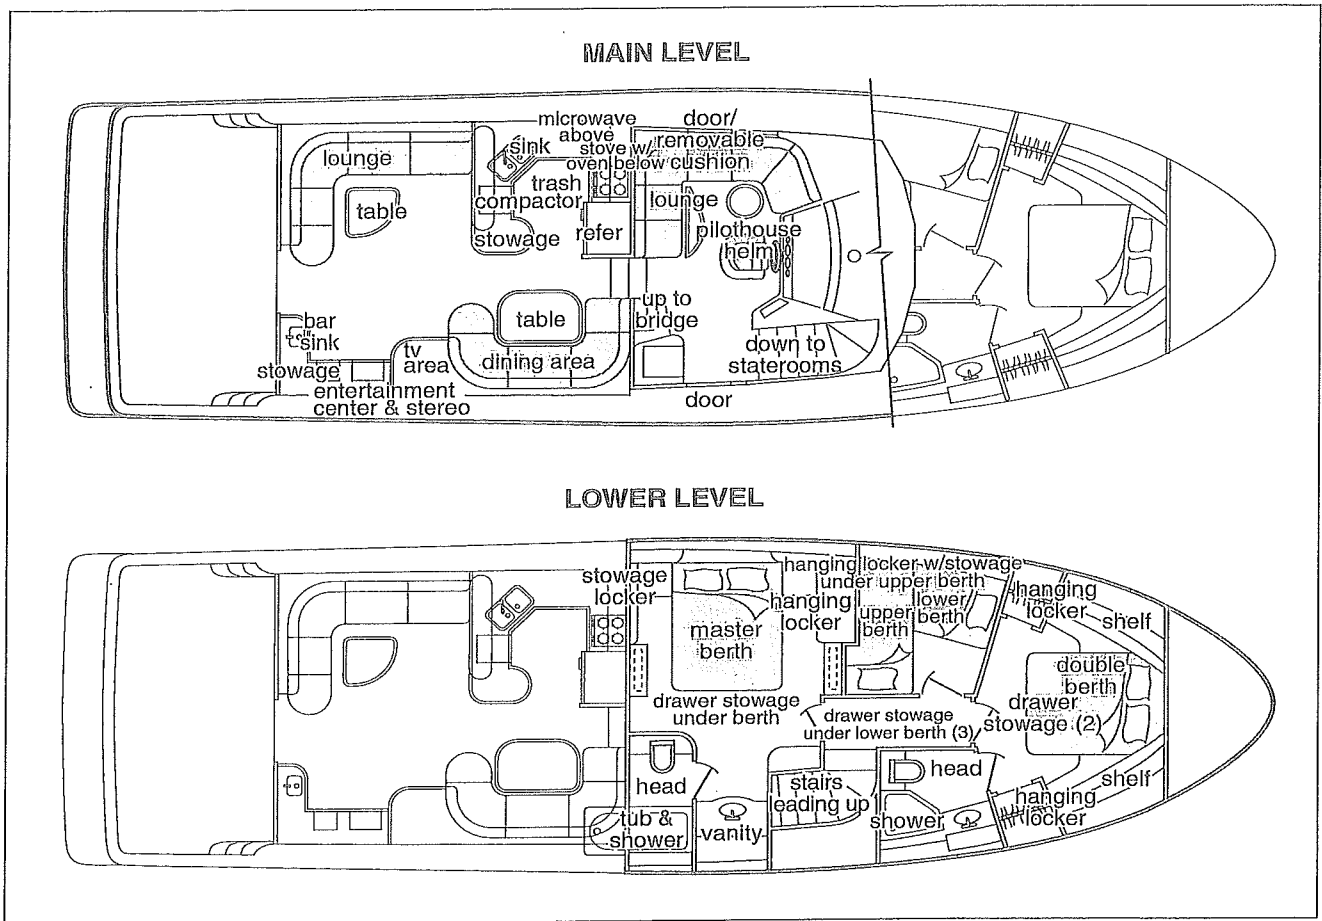 MAIN LEVEL
lounge
table
sink
microwave
above
stove w/
oven below
trash
compactor
stowage
refer
door/
removable
cushion
lounge
pilothouse
helm
bar
sink
stowage
tv
area
entertainment
center & stereo
table
dining area
up to
bridge
down to
staterooms
door
LOWER LEVEL
stowage
locker
master
berth
drawer stowage
under berth
hanging locker w/stowage
under upper berth
hanging
locker
upper
berth
lower
berth
hanging
locker
shelf
double
berth
drawer
stowage (2)
drawer stowage
under lower berth (3)
head
tub &
shower
vanity
stairs
leading up
head
shower
hanging
locker
shelf